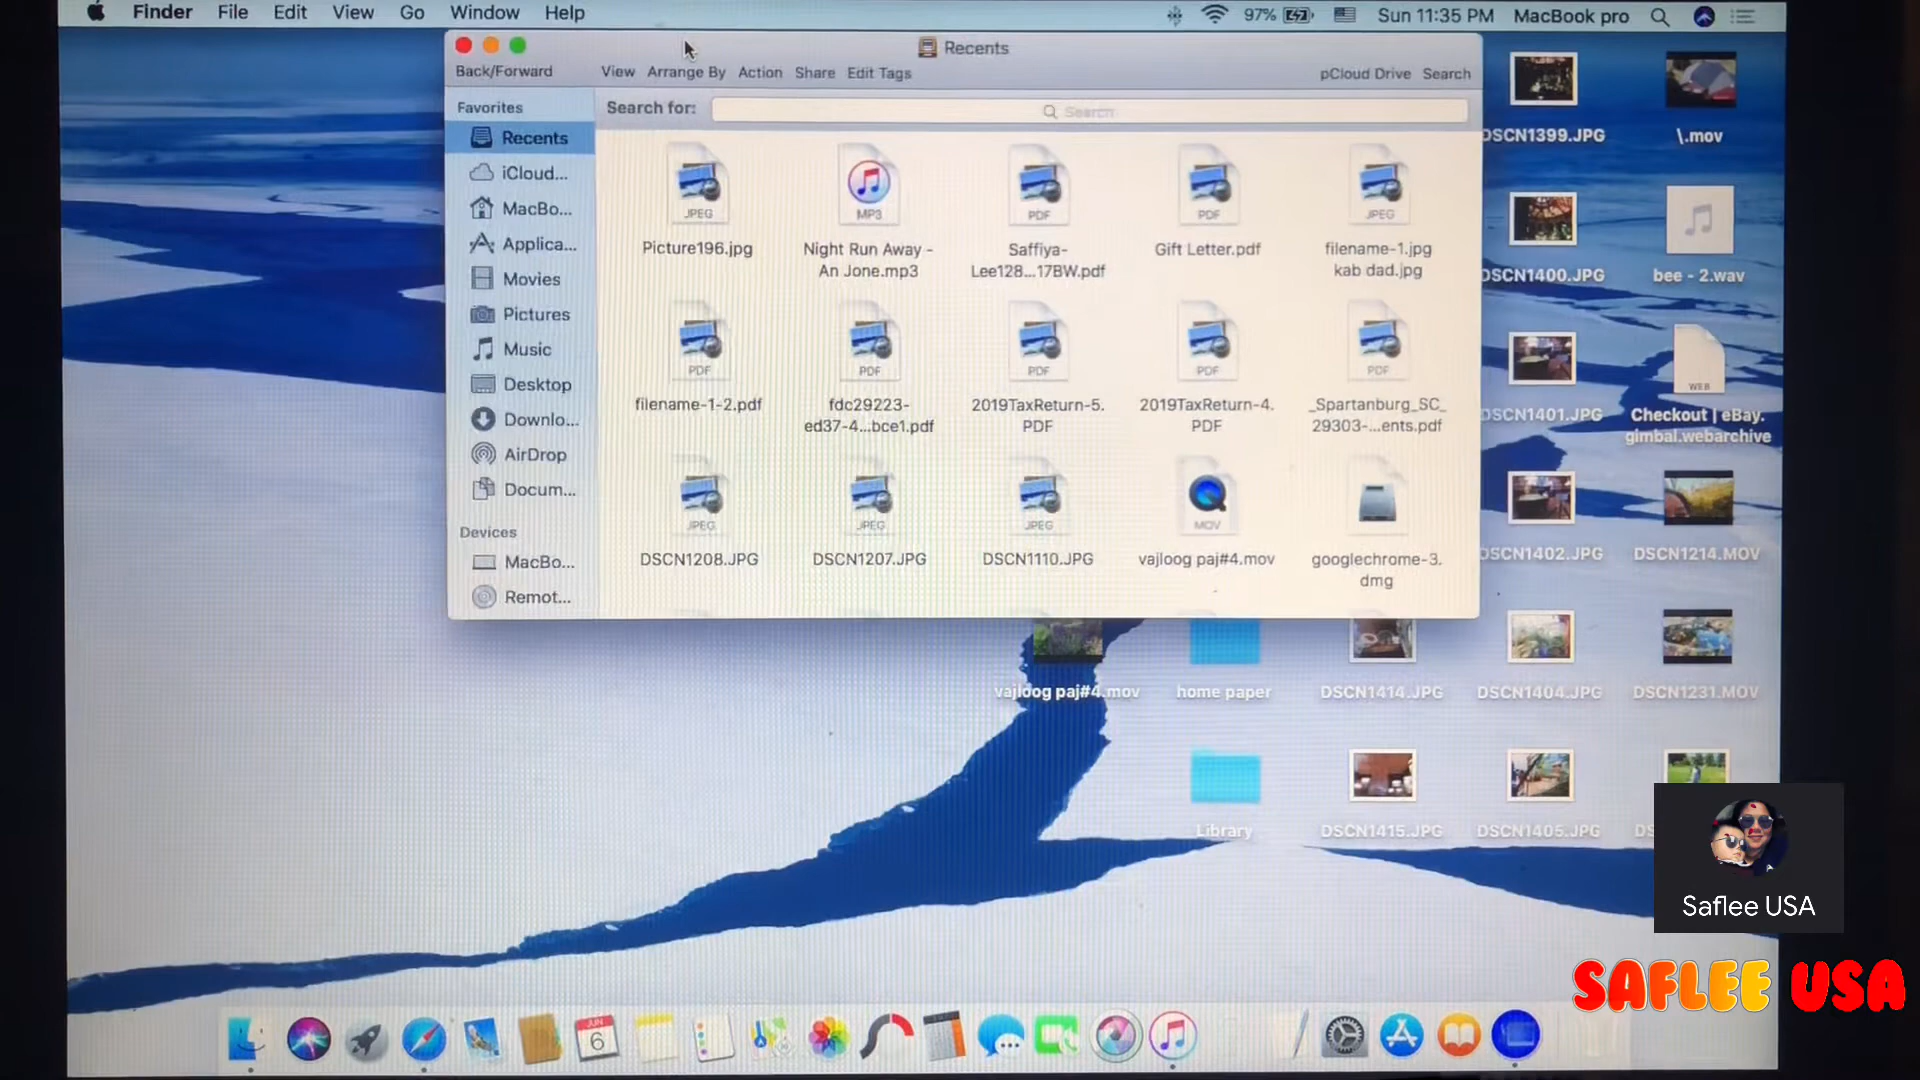 Finder File Edit View Go Window Help
97% Sun 11:35 PM MacBook pro
Recents
Back/Forward View Arrange By Action Share Edit Tags pCloud Drive Search
Favorites
Search for: Search
Recents
iCloud...
MacBo...
Applica...
Movies
Pictures
Music
Desktop
Downlo...
AirDrop
Docum...
Devices
MacBo...
Remot...
JPEG MP3 PDF PDF JPEG
Picture196.jpg
Night Run Away -
An Jone.mp3
Saffiya-
Lee128...17BW.pdf
Gift Letter.pdf
filename-1.jpg
kab dad.jpg
PDF PDF PDF PDF PDF
filename-1-2.pdf
fdc29223-
ed37-4...bce1.pdf
2019TaxReturn-5.
PDF
2019TaxReturn-4.
PDF
_Spartanburg_SC_
29303-...ents.pdf
JPEG JPEG JPEG MOV
DSCN1208.JPG
DSCN1207.JPG
DSCN1110.JPG
vajloog paj#4.mov
googlechrome-3.
dmg
DSCN1399.JPG
\.mov
DSCN1400.JPG
bee - 2.wav
WEB
DSCN1401.JPG
Checkout | eBay.
gimbal.webarchive
DSCN1402.JPG
DSCN1214.MOV
vajloog paj#4.mov
home paper
DSCN1414.JPG
DSCN1404.JPG
DSCN1231.MOV
Library
DSCN1415.JPG
DSCN1405.JPG
Saflee USA
SAFLEE USA
JUN
6